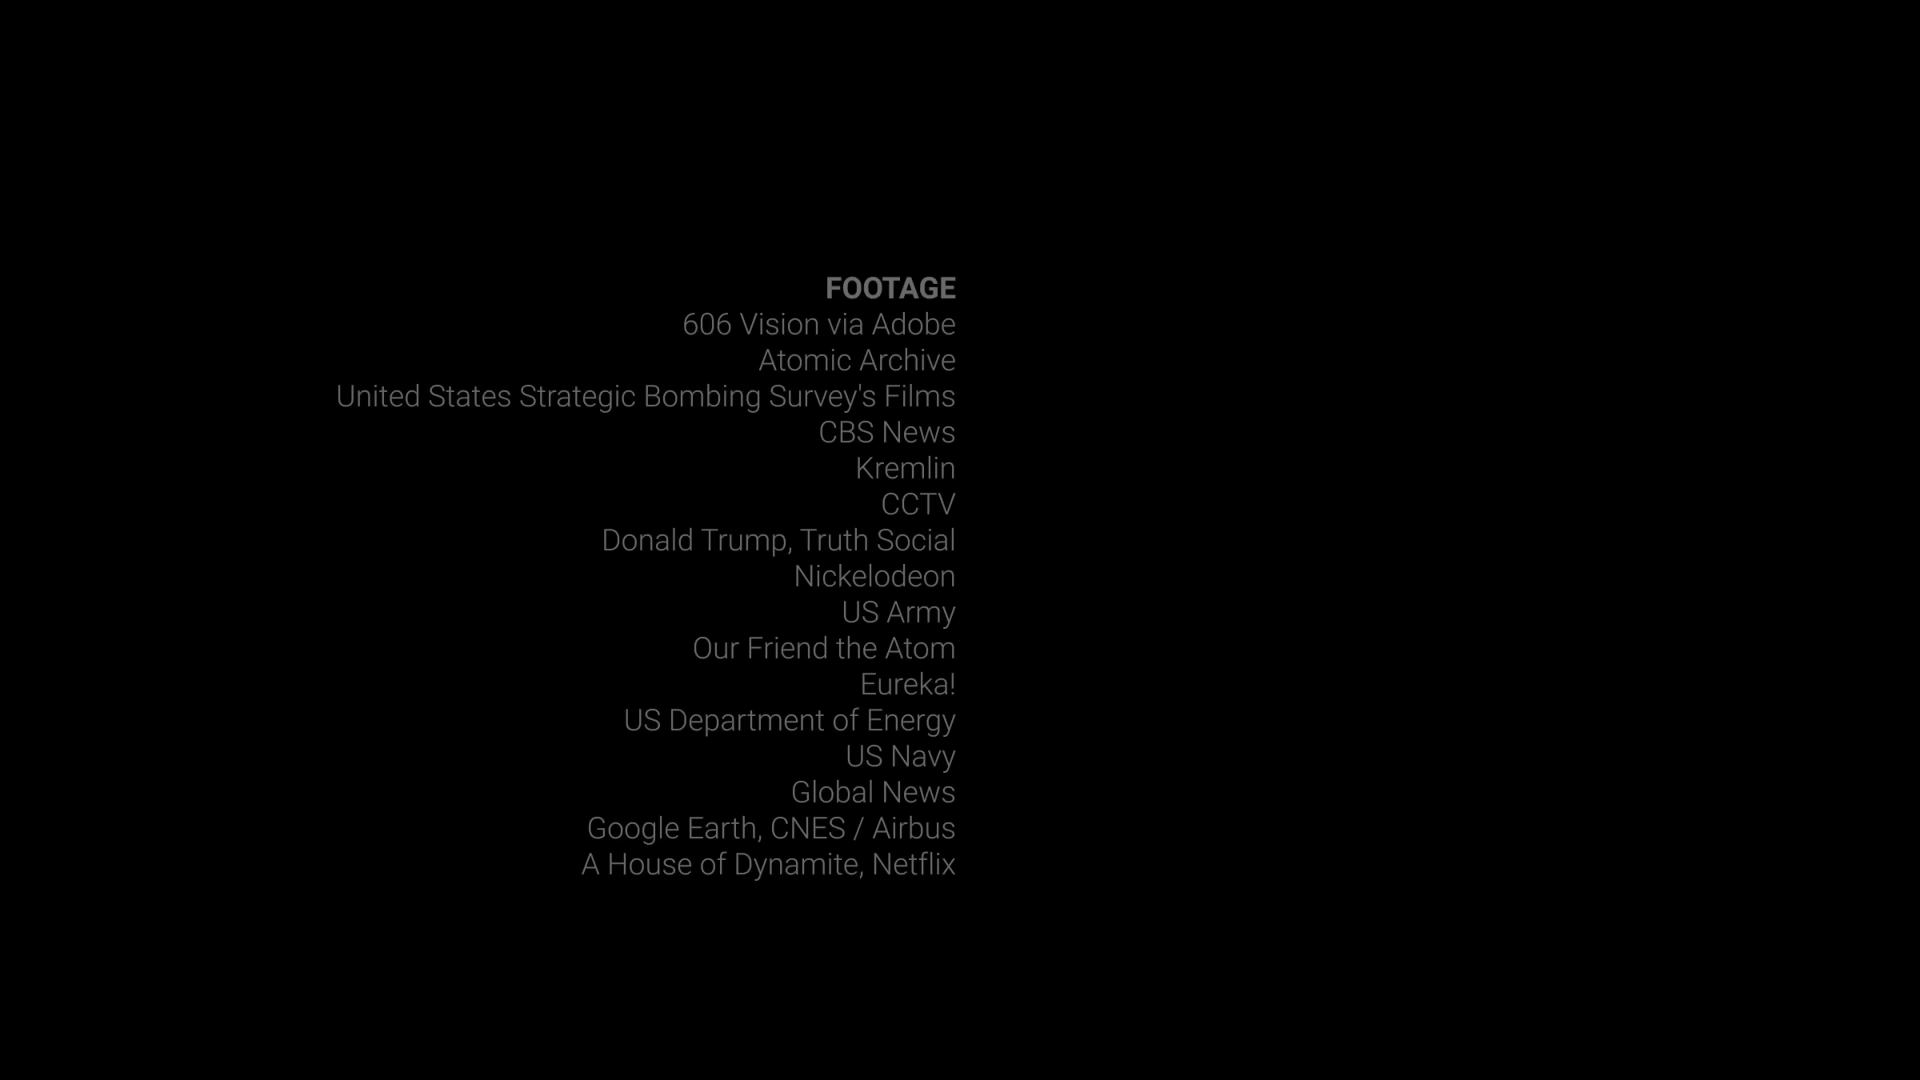 FOOTAGE
606 Vision via Adobe
Atomic Archive
United States Strategic Bombing Survey's Films
CBS News
Kremlin
CCTV
Donald Trump, Truth Social
Nickelodeon
US Army
Our Friend the Atom
Eureka!
US Department of Energy
US Navy
Global News
Google Earth, CNES / Airbus
A House of Dynamite, Netflix